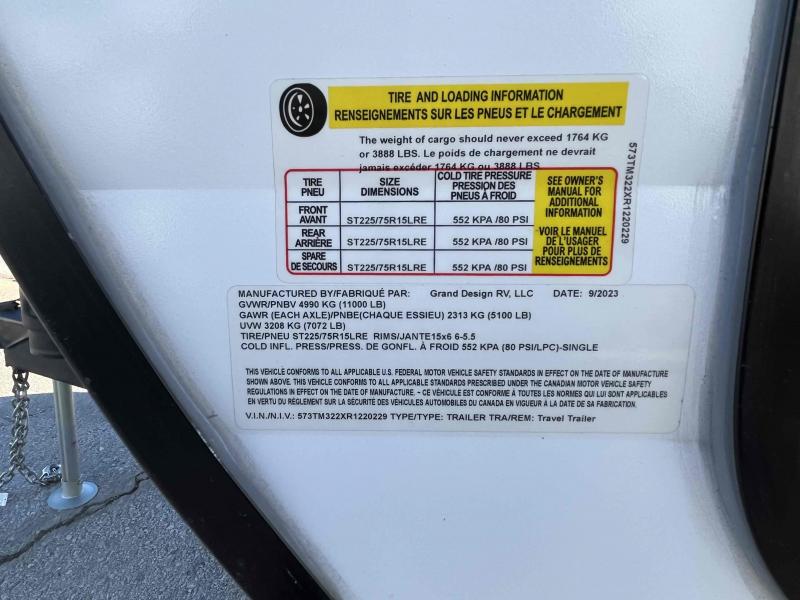 TIRE AND LOADING INFORMATION
RENSEIGNEMENTS SUR LES PNEUS ET LE CHARGEMENT
The weight of cargo should never exceed 1764 KG
or 3888 LBS. Le poids de chargement ne devrait
jamais excéder 1764 KG ou 3888 LBS
TIRE PNEU SIZE DIMENSIONS COLD TIRE PRESSURE PRESSION DES PNEUS À FROID
FRONT AVANT ST225/75R15LRE 552 KPA /80 PSI
REAR ARRIÈRE ST225/75R15LRE 552 KPA /80 PSI
SPARE DE SECOURS ST225/75R15LRE 552 KPA /80 PSI
SEE OWNER'S
MANUAL FOR
ADDITIONAL
INFORMATION
VOIR LE MANUEL
DE L'USAGER
POUR PLUS DE
RENSEIGNEMENTS
573TM322XR1220229
MANUFACTURED BY/FABRIQUÉ PAR: Grand Design RV, LLC DATE: 9/2023
GVWR/PNBV 4990 KG (11000 LB)
GAWR (EACH AXLE)/PNBE(CHAQUE ESSIEU) 2313 KG (5100 LB)
UVW 3208 KG (7072 LB)
TIRE/PNEU ST225/75R15LRE RIMS/JANTE15x6 6-5.5
COLD INFL. PRESS/PRESS. DE GONFL. À FROID 552 KPA (80 PSI/LPC)-SINGLE
THIS VEHICLE CONFORMS TO ALL APPLICABLE U.S. FEDERAL MOTOR VEHICLE SAFETY STANDARDS IN EFFECT ON THE DATE OF MANUFACTURE
SHOWN ABOVE. THIS VEHICLE CONFORMS TO ALL APPLICABLE STANDARDS PRESCRIBED UNDER THE CANADIAN MOTOR VEHICLE SAFETY
REGULATIONS IN EFFECT ON THE DATE OF MANUFACTURE. - CE VÉHICULE EST CONFORME À TOUTES LES NORMES QUI LUI SONT APPLICABLES
EN VERTU DU RÈGLEMENT SUR LA SÉCURITÉ DES VÉHICULES AUTOMOBILES DU CANADA EN VIGUEUR À LA DATE DE SA FABRICATION.
V.I.N./N.I.V.: 573TM322XR1220229 TYPE/TYPE: TRAILER TRA/REM: Travel Trailer